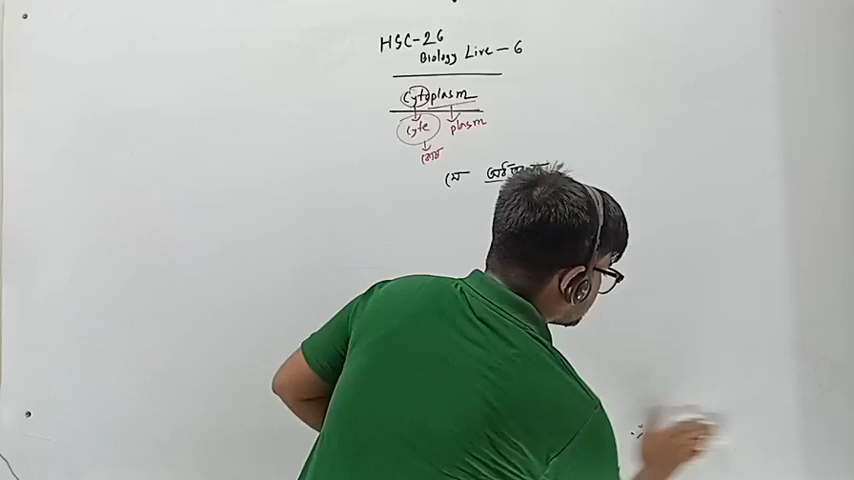 HSC-26
Biology Live - 6
Cytoplasm
cyte plasm
কোষ
যে